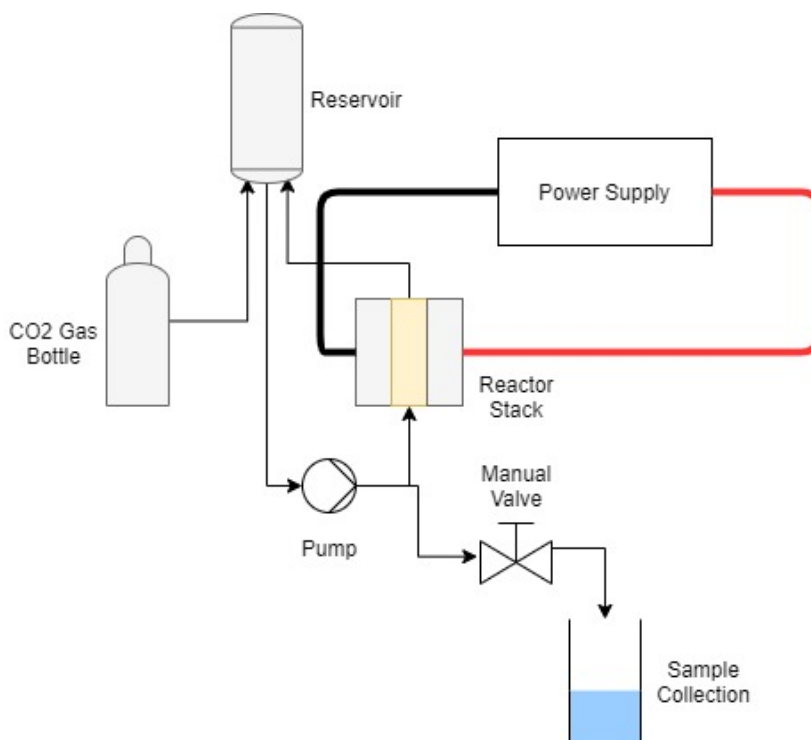 Reservoir
Power Supply
CO2 Gas
Bottle
Reactor
Stack
Manual
Valve
Pump
Sample
Collection